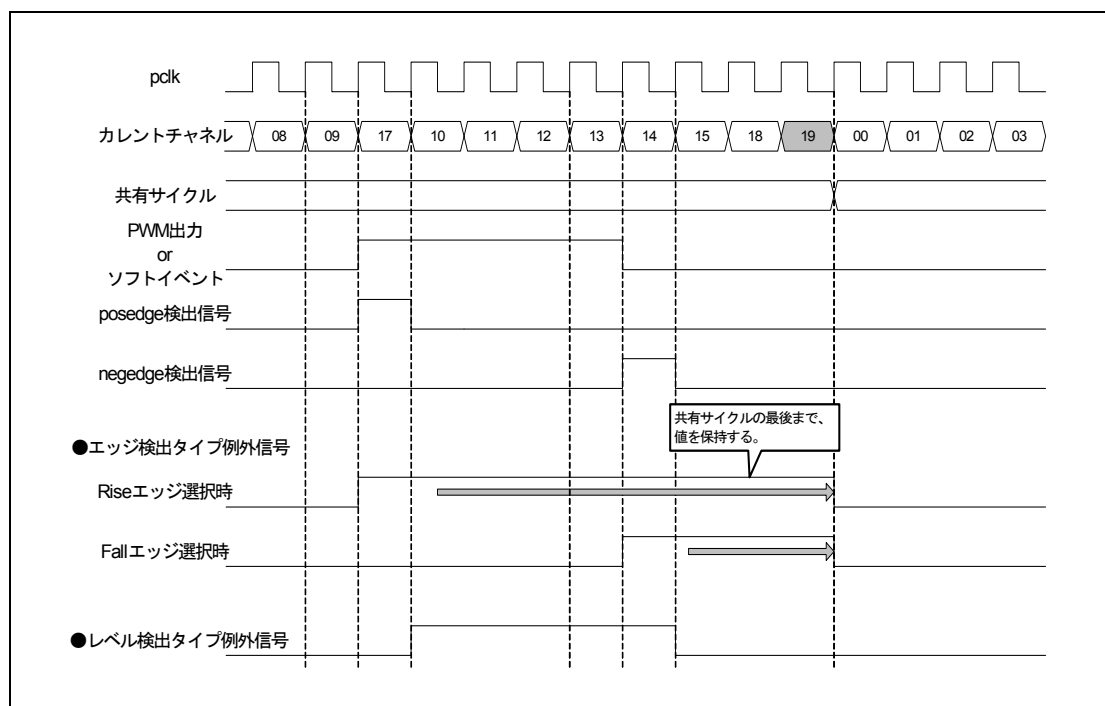 pclk
カレントチャネル
08 09 17 10 11 12 13 14 15 18 19 00 01 02 03
共有サイクル
PWM出力
or
ソフトイベント
posedge検出信号
negedge検出信号
共有サイクルの最後まで、
値を保持する。
●エッジ検出タイプ例外信号
Riseエッジ選択時
Fallエッジ選択時
●レベル検出タイプ例外信号